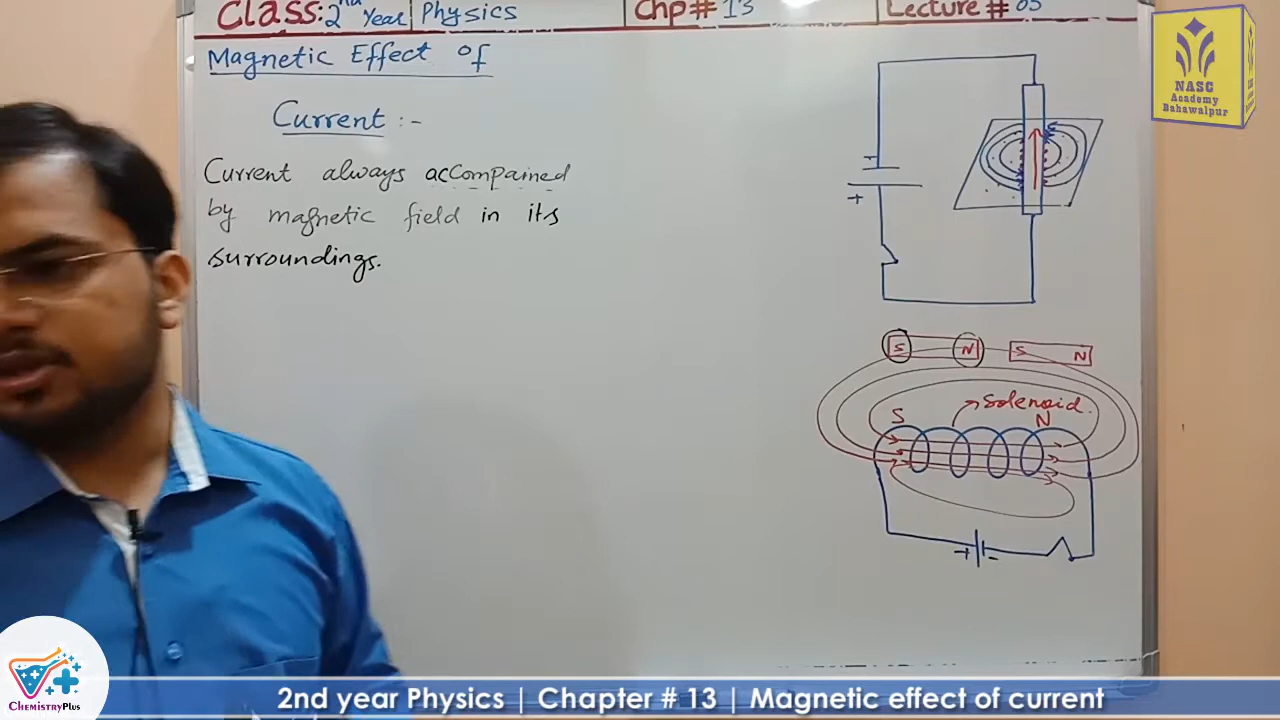 Class: 2nd Year Physics Chp# 13 Lecture # 05
Magnetic Effect of
Current :-
Current always accompained
by magnetic field in its
surroundings.
+
S N S N
Solenoid.
S N
+ -
NASC
Academy
Bahawalpur
ChemistryPlus
2nd year Physics | Chapter # 13 | Magnetic effect of current